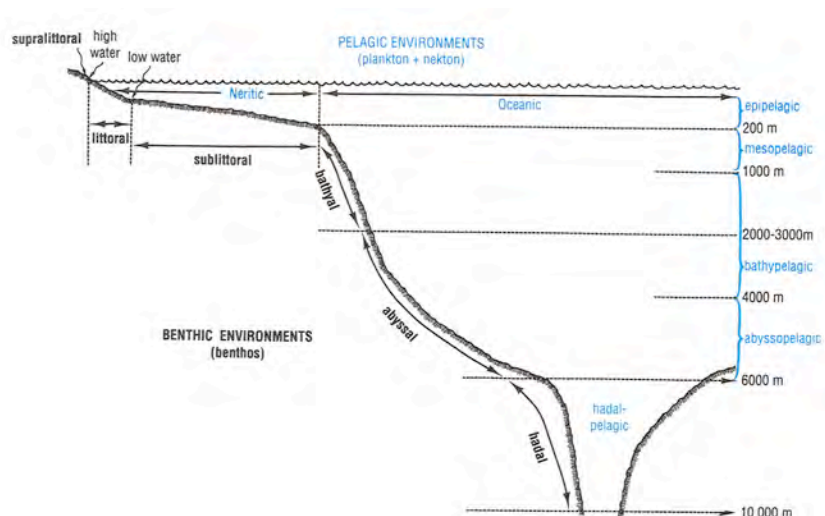 PELAGIC ENVIRONMENTS
(plankton + nekton)
supralittoral
high
water
low water
Neritic
Oceanic
epipelagic
200 m
littoral
sublittoral
mesopelagic
1000 m
bathyal
2000-3000m
bathypelagic
4000 m
BENTHIC ENVIRONMENTS
(benthos)
abyssal
abyssopelagic
6000 m
hadal-
pelagic
hadal
10 000 m